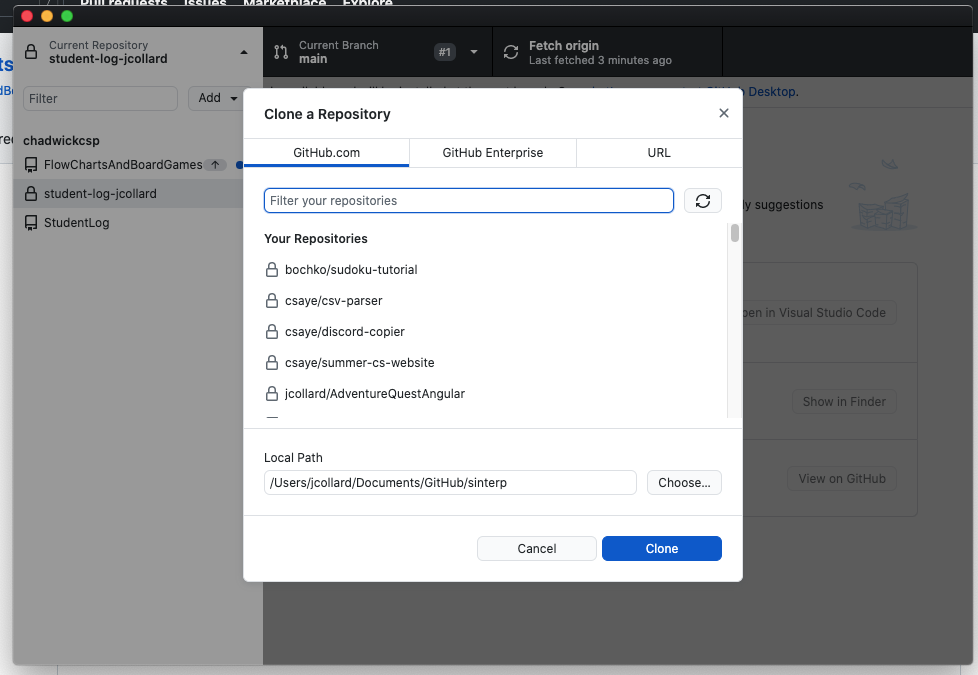 Pull requests Issues Marketplace Explore
Current Repository
student-log-jcollard
Current Branch
main
#1
Fetch origin
Last fetched 3 minutes ago
Filter
Add
Desktop.
chadwickcsp
FlowChartsAndBoardGames
student-log-jcollard
StudentLog
Clone a Repository
GitHub.com
GitHub Enterprise
URL
Filter your repositories
suggestions
Your Repositories
bochko/sudoku-tutorial
csaye/csv-parser
csaye/discord-copier
csaye/summer-cs-website
jcollard/AdventureQuestAngular
in Visual Studio Code
Show in Finder
View on GitHub
Local Path
/Users/jcollard/Documents/GitHub/sinterp
Choose...
Cancel
Clone